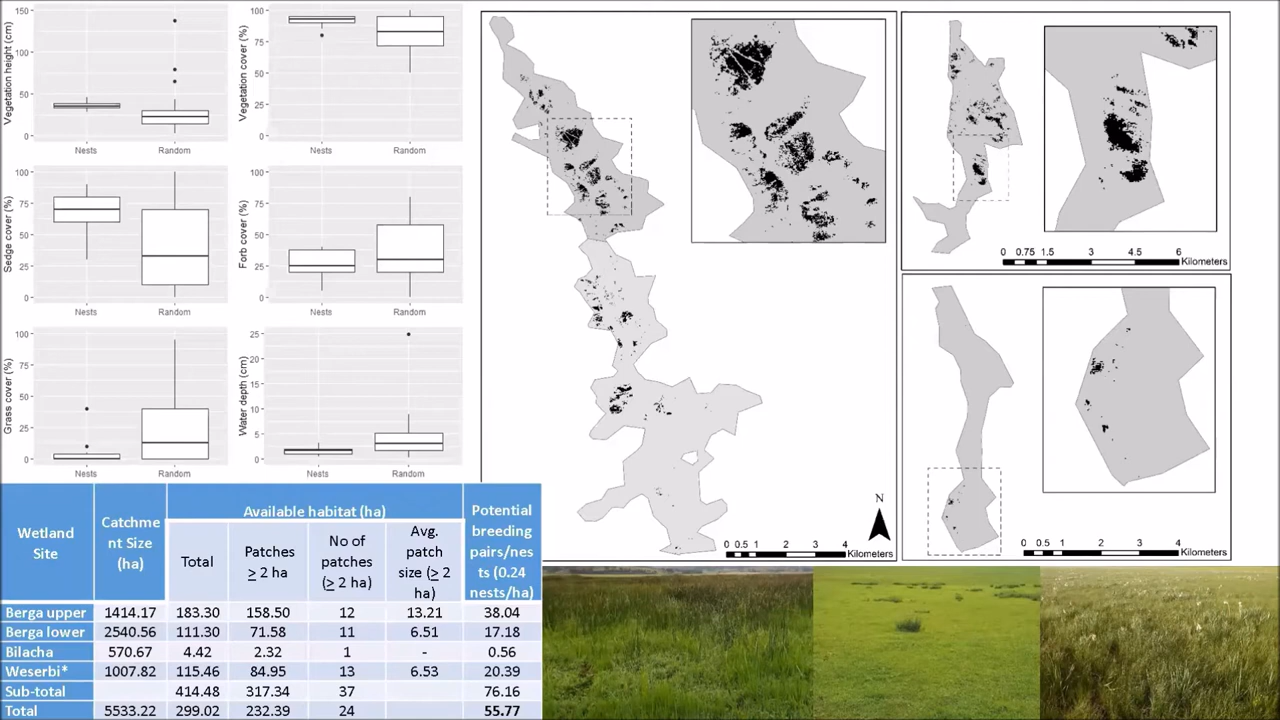 Vegetation height (cm)
150
100
50
0
Nests
Random
Vegetation cover (%)
100
75
50
25
0
Nests
Random
Sedge cover (%)
100
75
50
25
0
Nests
Random
Forb cover (%)
100
75
50
25
0
Nests
Random
Grass cover (%)
100
75
50
25
0
Nests
Random
Water depth (cm)
25
20
15
10
5
0
Nests
Random
N
0 0.5 1 2 3 4
Kilometers
0 0.75 1.5 3 4.5 6
Kilometers
0 0.5 1 2 3 4
Kilometers
Wetland Site
Catchme
nt Size
(ha)
Available habitat (ha)
Total
Patches
≥ 2 ha
No of
patches
(≥ 2 ha)
Avg.
patch
size (≥ 2
ha)
Potential
breeding
pairs/nes
ts (0.24
nests/ha)
Berga upper 1414.17 183.30 158.50 12 13.21 38.04
Berga lower 2540.56 111.30 71.58 11 6.51 17.18
Bilacha 570.67 4.42 2.32 1 - 0.56
Weserbi* 1007.82 115.46 84.95 13 6.53 20.39
Sub-total 414.48 317.34 37 76.16
Total 5533.22 299.02 232.39 24 55.77